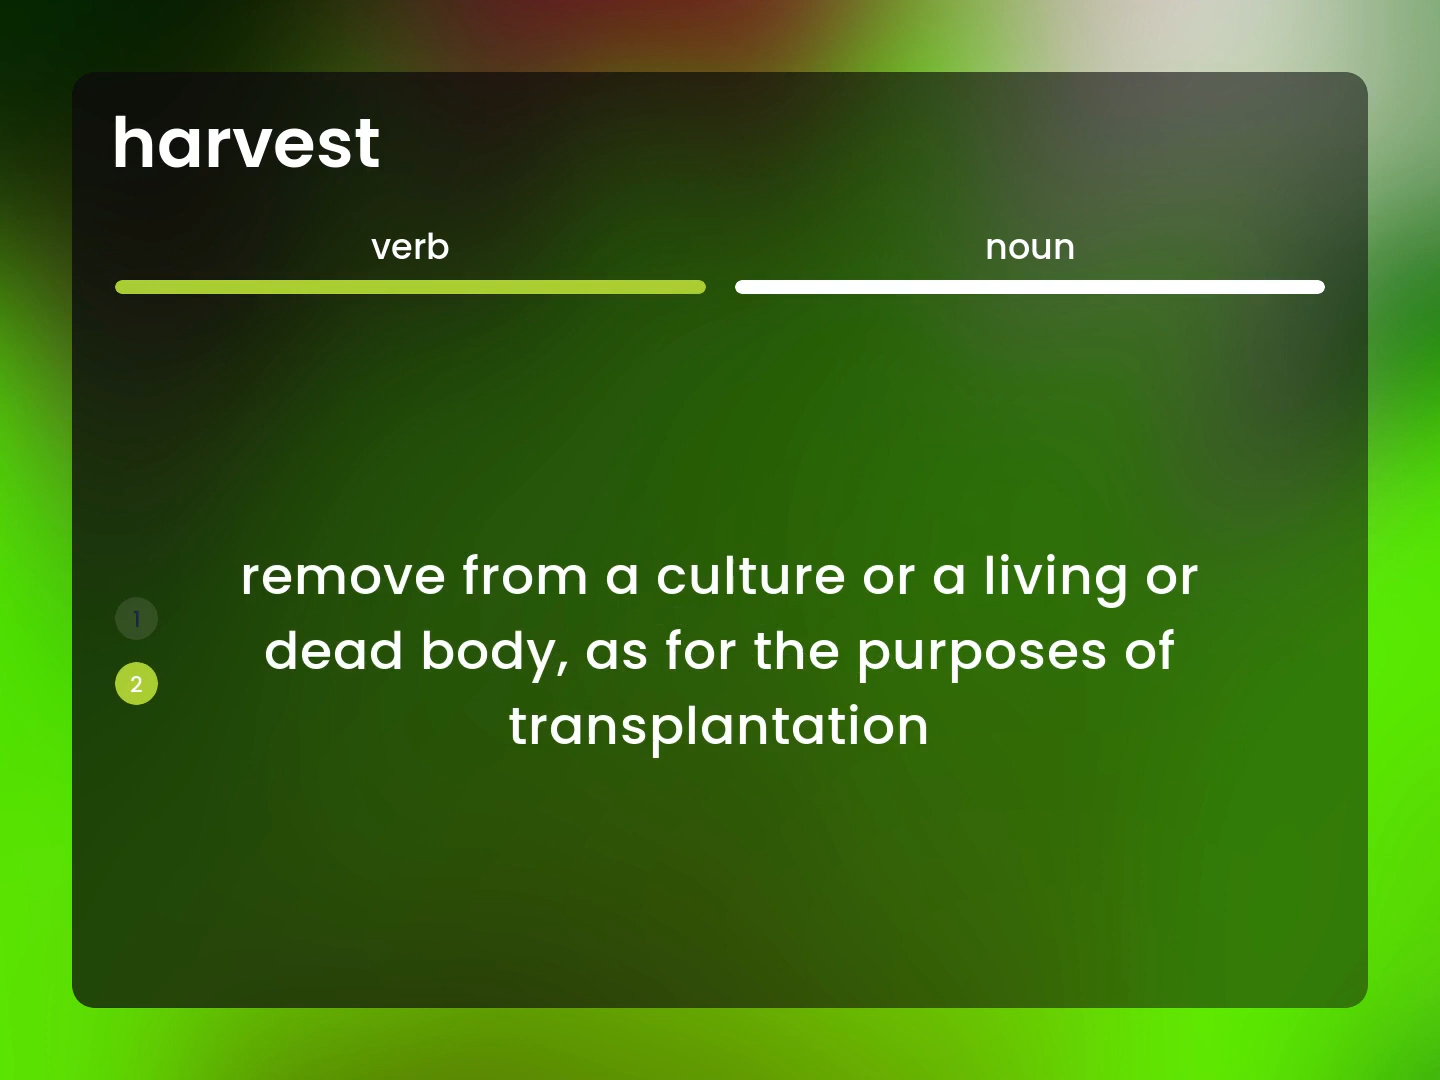 harvest
verb
noun
remove from a culture or a living or
dead body, as for the purposes of
transplantation
1
2